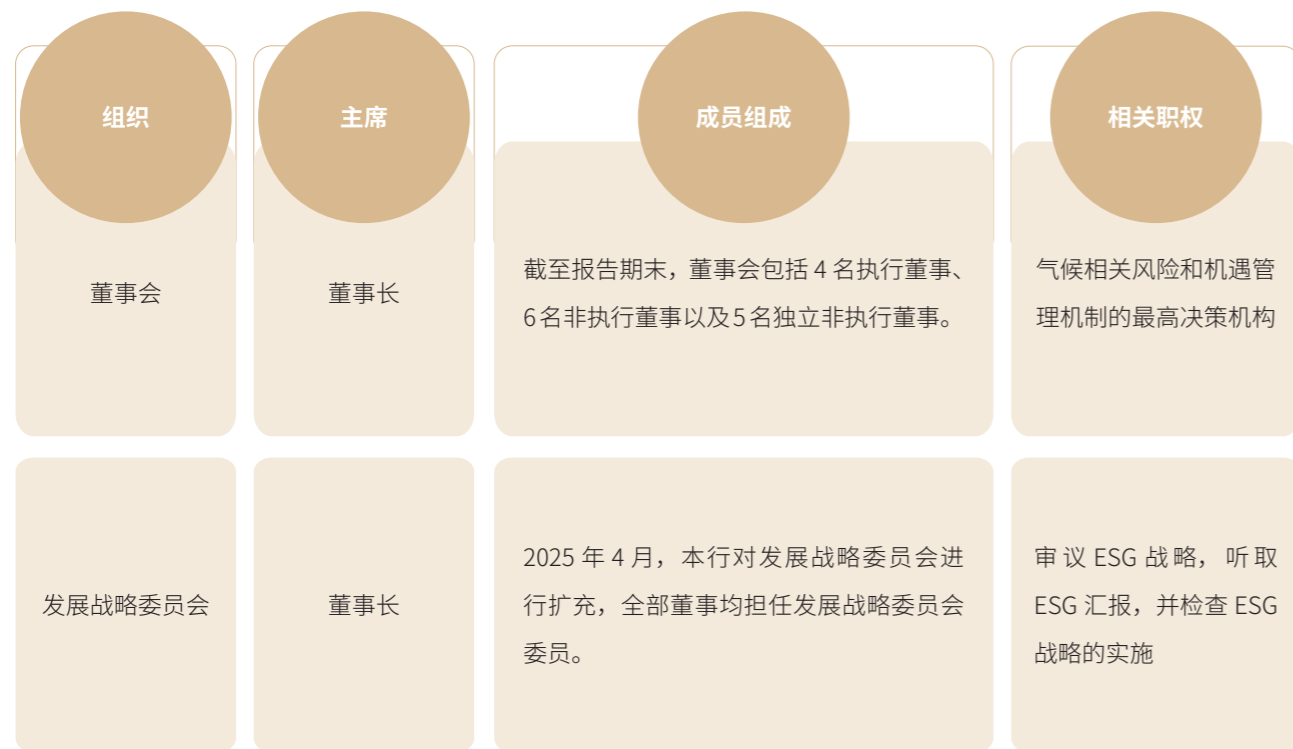 组织
主席
成员组成
相关职权
董事会
董事长
截至报告期末，董事会包括 4 名执行董事、
6 名非执行董事以及 5 名独立非执行董事。
气候相关风险和机遇管
理机制的最高决策机构
发展战略委员会
董事长
2025 年 4 月，本行对发展战略委员会进
行扩充，全部董事均担任发展战略委员会
委员。
审议 ESG 战略，听取
ESG 汇报，并检查 ESG
战略的实施